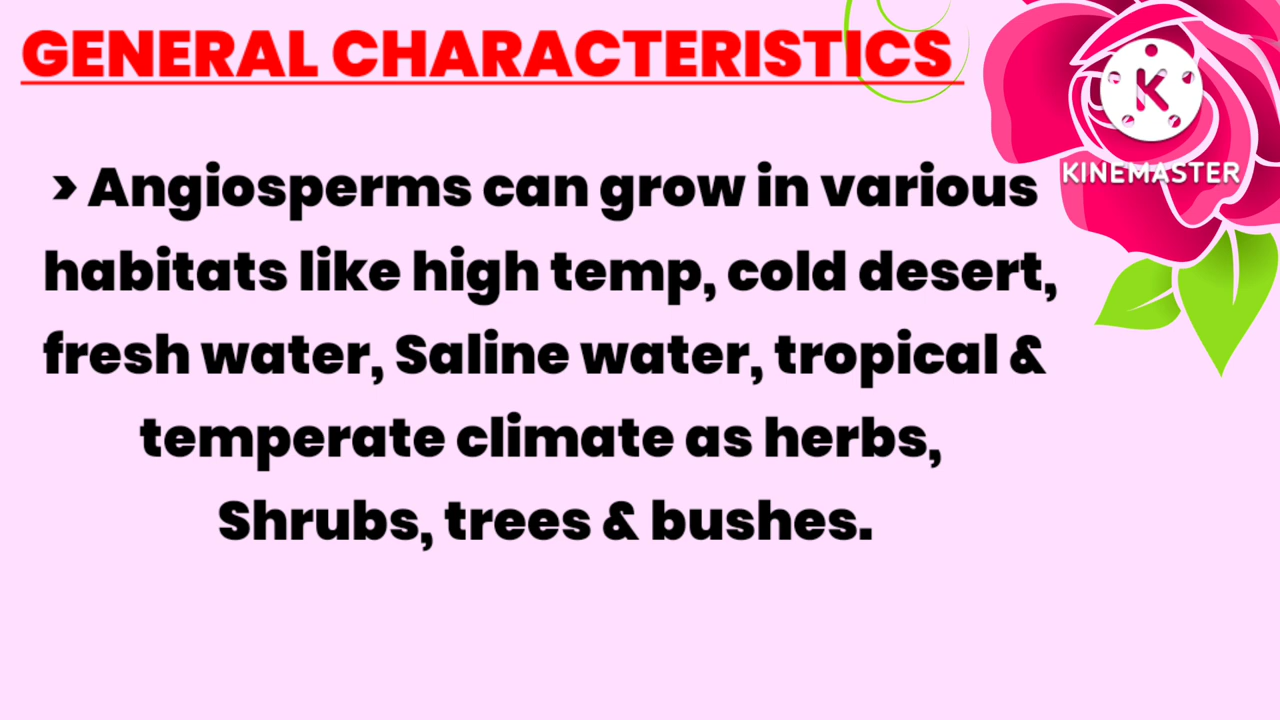 GENERAL CHARACTERISTICS
› Angiosperms can grow in various
habitats like high temp, cold desert,
fresh water, Saline water, tropical &
temperate climate as herbs,
Shrubs, trees & bushes.
K
KINEMASTER